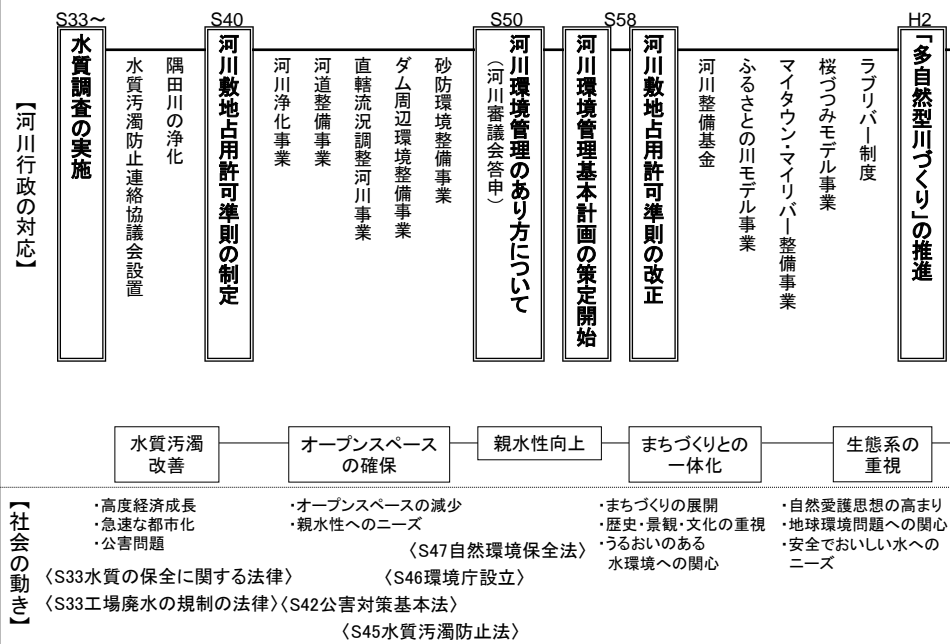 S33～
S40
S50
S58
H2
【河川行政の対応】
水質調査の実施
水質汚濁防止連絡協議会設置
隅田川の浄化
河川敷地占用許可準則の制定
河川浄化事業
河道整備事業
直轄流況調整河川事業
ダム周辺環境整備事業
砂防環境整備事業
河川環境管理のあり方について
（河川審議会答申）
河川環境管理基本計画の策定開始
河川敷地占用許可準則の改正
河川整備基金
ふるさとの川モデル事業
マイタウン・マイリバー整備事業
桜づつみモデル事業
ラブリバー制度
「多自然型川づくり」の推進
水質汚濁
改善
オープンスペース
の確保
親水性向上
まちづくりとの
一体化
生態系の
重視
【社会の動き】
・高度経済成長
・急速な都市化
・公害問題
・オープンスペースの減少
・親水性へのニーズ
・まちづくりの展開
・歴史・景観・文化の重視
・うるおいのある
水環境への関心
・自然愛護思想の高まり
・地球環境問題への関心
・安全でおいしい水への
ニーズ
〈S47自然環境保全法〉
〈S33水質の保全に関する法律〉
〈S46環境庁設立〉
〈S33工場廃水の規制の法律〉
〈S42公害対策基本法〉
〈S45水質汚濁防止法〉